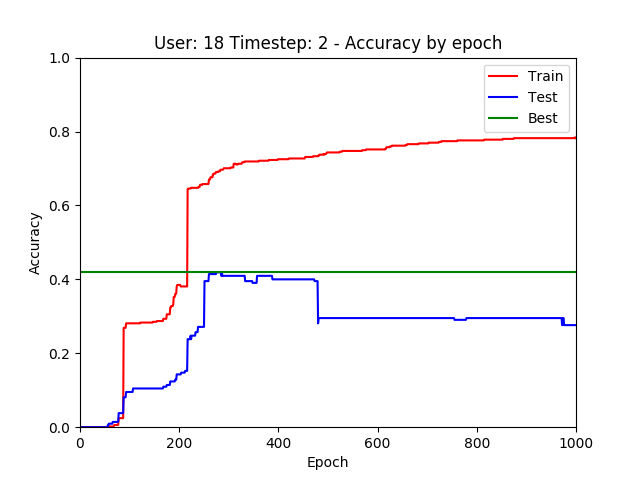 User: 18 Timestep: 2 - Accuracy by epoch
1.0
0.8
0.6
0.4
0.2
0.0
Accuracy
Train
Test
Best
0 200 400 600 800 1000
Epoch